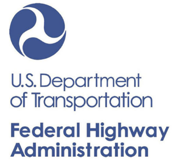 U.S. Department
of Transportation
Federal Highway
Administration